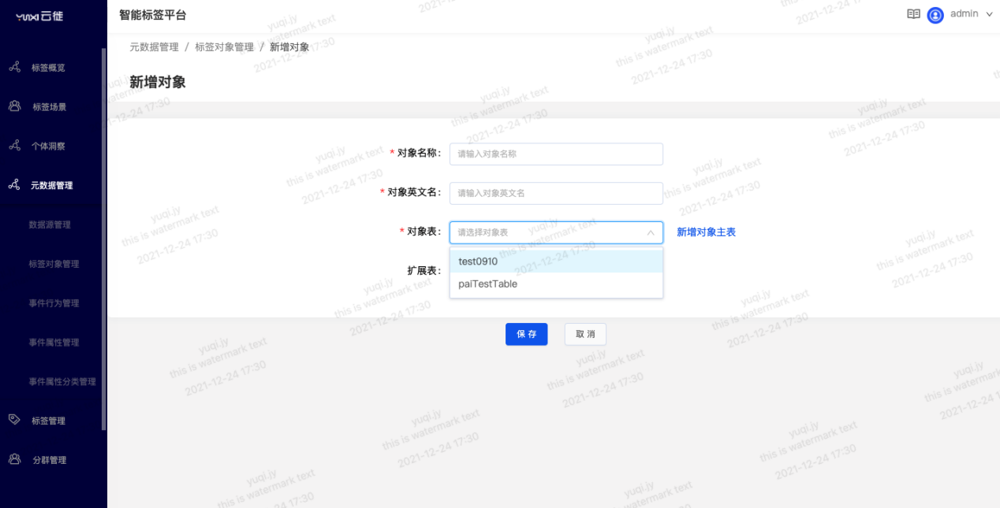 yunxi云徙
智能标签平台
admin
元数据管理 / 标签对象管理 / 新增对象
新增对象
标签概览
标签场景
个体洞察
元数据管理
数据源管理
标签对象管理
事件行为管理
事件属性管理
事件属性分类管理
标签管理
分群管理
* 对象名称:
请输入对象名称
* 对象英文名:
请输入对象英文名
* 对象表:
请选择对象表
新增对象主表
test0910
paiTestTable
扩展表:
保 存
取 消
yuqi.jy
this is watermark text
2021-12-24 17:30